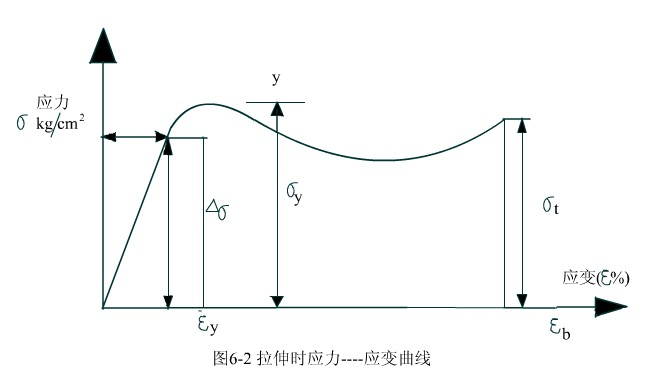 y
应力
σ kg/cm²
σy
Δσ
σt
应变(ε%)
εy
εb
图6-2 拉伸时应力----应变曲线